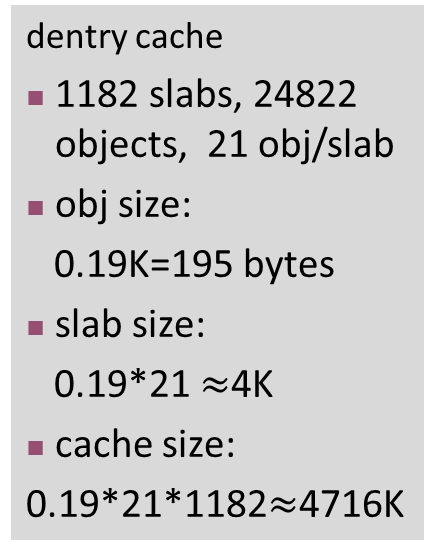 dentry cache
▪ 1182 slabs, 24822
objects,  21 obj/slab
▪ obj size:
0.19K=195 bytes
▪ slab size:
0.19*21 ≈4K
▪ cache size:
0.19*21*1182≈4716K